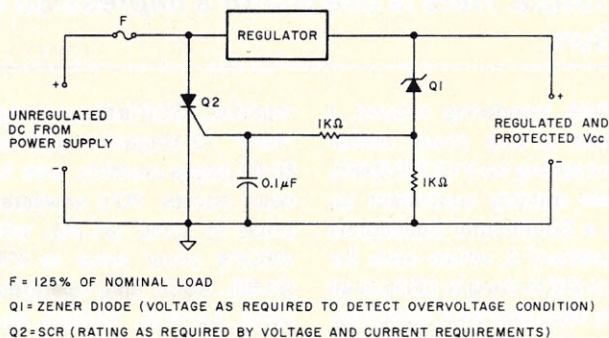 F
REGULATOR
+
Q2
Q1
+
UNREGULATED
DC FROM
POWER SUPPLY
1KΩ
REGULATED AND
PROTECTED Vcc
0.1µF
1KΩ
-
-
F = 125% OF NOMINAL LOAD
Q1 = ZENER DIODE (VOLTAGE AS REQUIRED TO DETECT OVERVOLTAGE CONDITION)
Q2 = SCR (RATING AS REQUIRED BY VOLTAGE AND CURRENT REQUIREMENTS)